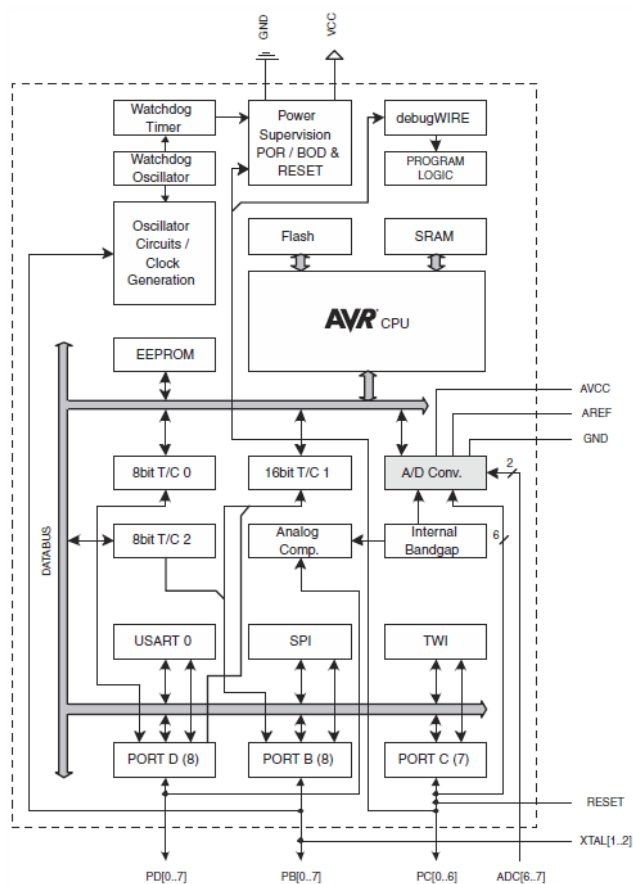 GND
VCC
Watchdog
Timer
Power
Supervision
POR / BOD &
RESET
debugWIRE
Watchdog
Oscillator
PROGRAM
LOGIC
Oscillator
Circuits /
Clock
Generation
Flash
SRAM
AVR CPU
EEPROM
AVCC
AREF
GND
8bit T/C 0
16bit T/C 1
A/D Conv.
2
DATABUS
8bit T/C 2
Analog
Comp.
Internal
Bandgap
6
USART 0
SPI
TWI
PORT D (8)
PORT B (8)
PORT C (7)
RESET
XTAL[1..2]
PD[0..7]
PB[0..7]
PC[0..6]
ADC[6..7]